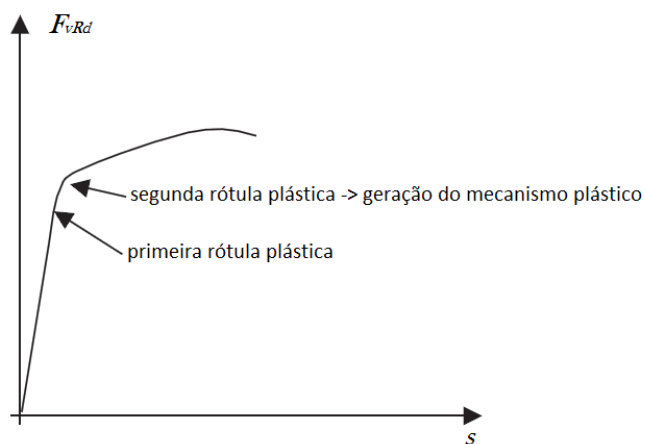 FvRd
segunda rótula plástica -> geração do mecanismo plástico
primeira rótula plástica
s